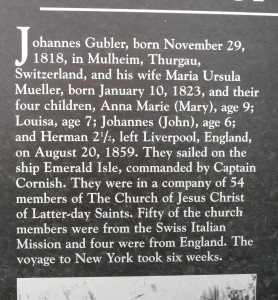 Johannes Gubler, born November 29,
1818, in Mulheim, Thurgau,
Switzerland, and his wife Maria Ursula
Mueller, born January 10, 1823, and their
four children, Anna Marie (Mary), age 9;
Louisa, age 7; Johannes (John), age 6;
and Herman 2½, left Liverpool, England,
on August 20, 1859. They sailed on the
ship Emerald Isle, commanded by Captain
Cornish. They were in a company of 54
members of The Church of Jesus Christ
of Latter-day Saints. Fifty of the church
members were from the Swiss Italian
Mission and four were from England. The
voyage to New York took six weeks.